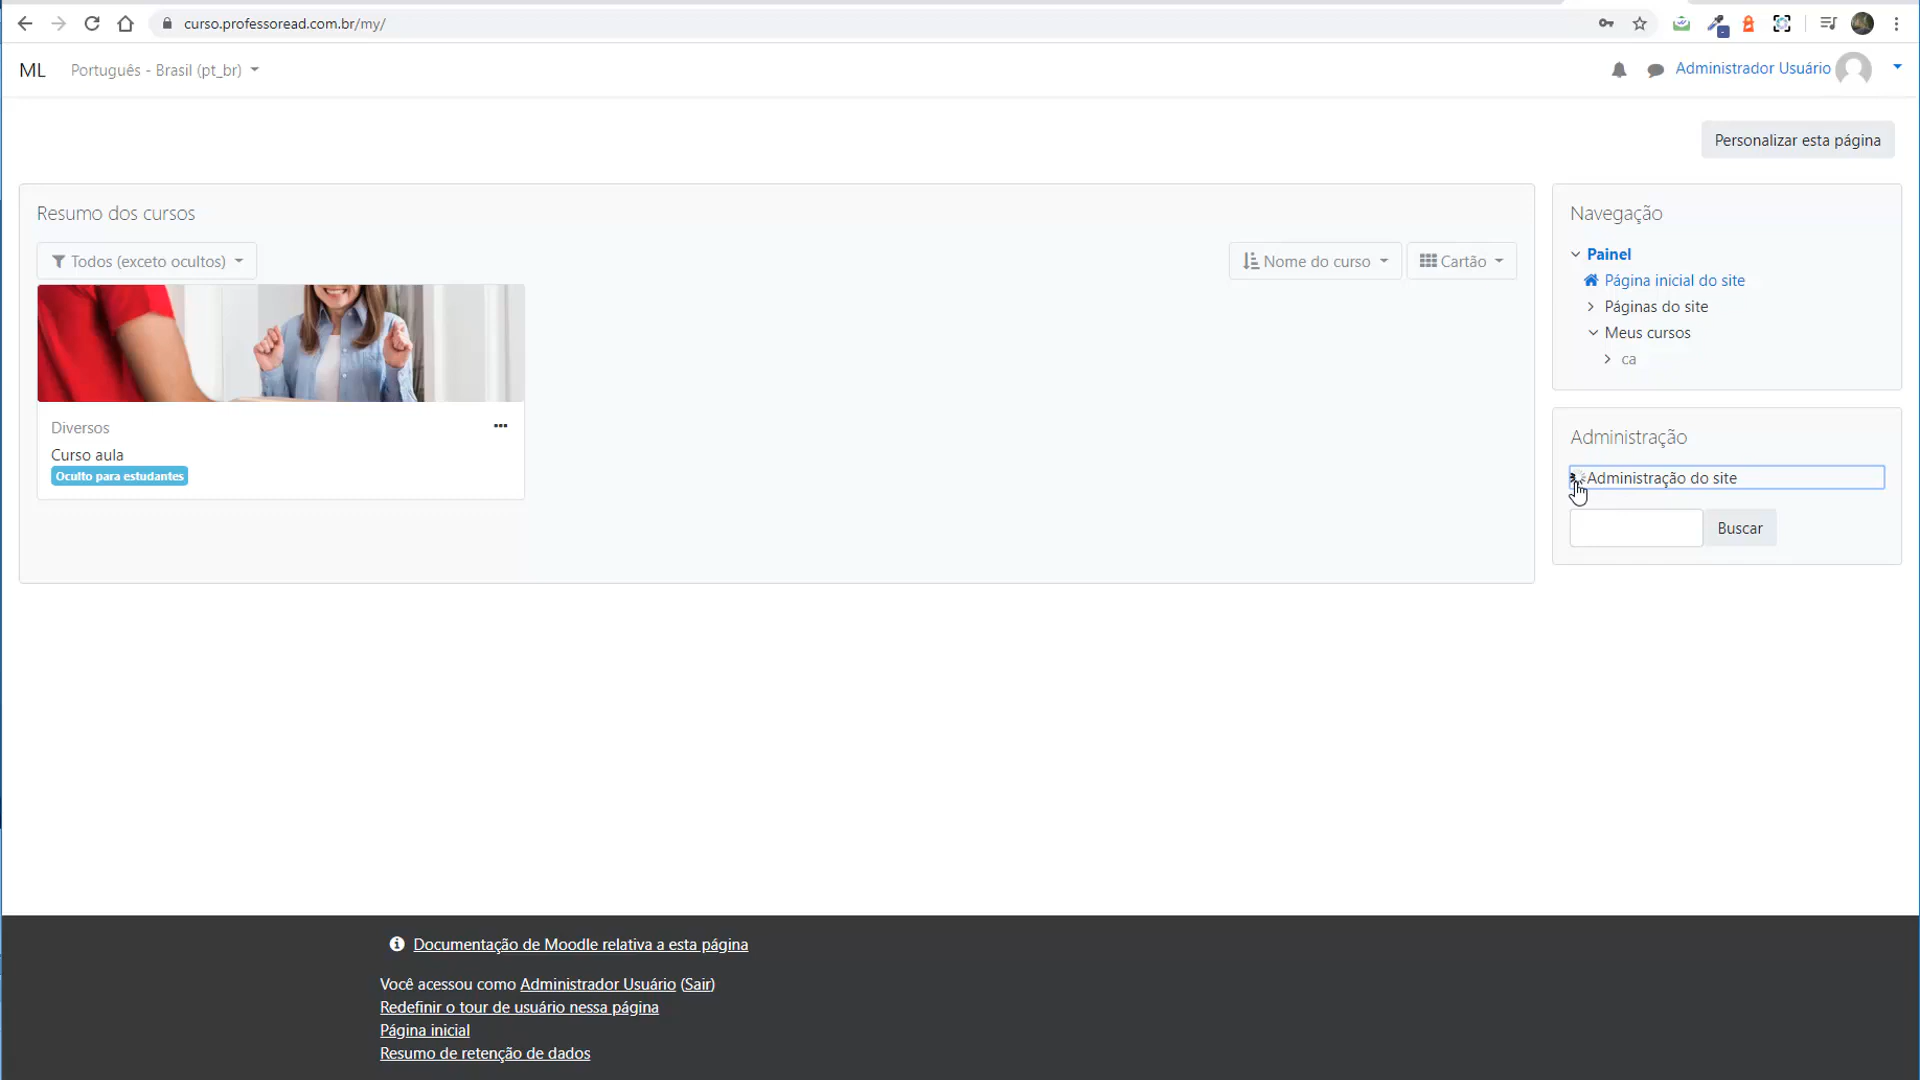 curso.professoread.com.br/my/
ML
Português - Brasil (pt_br)
Administrador Usuário
Personalizar esta página
Resumo dos cursos
Todos (exceto ocultos)
Nome do curso
Cartão
Diversos
Curso aula
Oculto para estudantes
Navegação
Painel
Página inicial do site
Páginas do site
Meus cursos
ca
Administração
Administração do site
Buscar
Documentação de Moodle relativa a esta página
Você acessou como Administrador Usuário (Sair)
Redefinir o tour de usuário nessa página
Página inicial
Resumo de retenção de dados